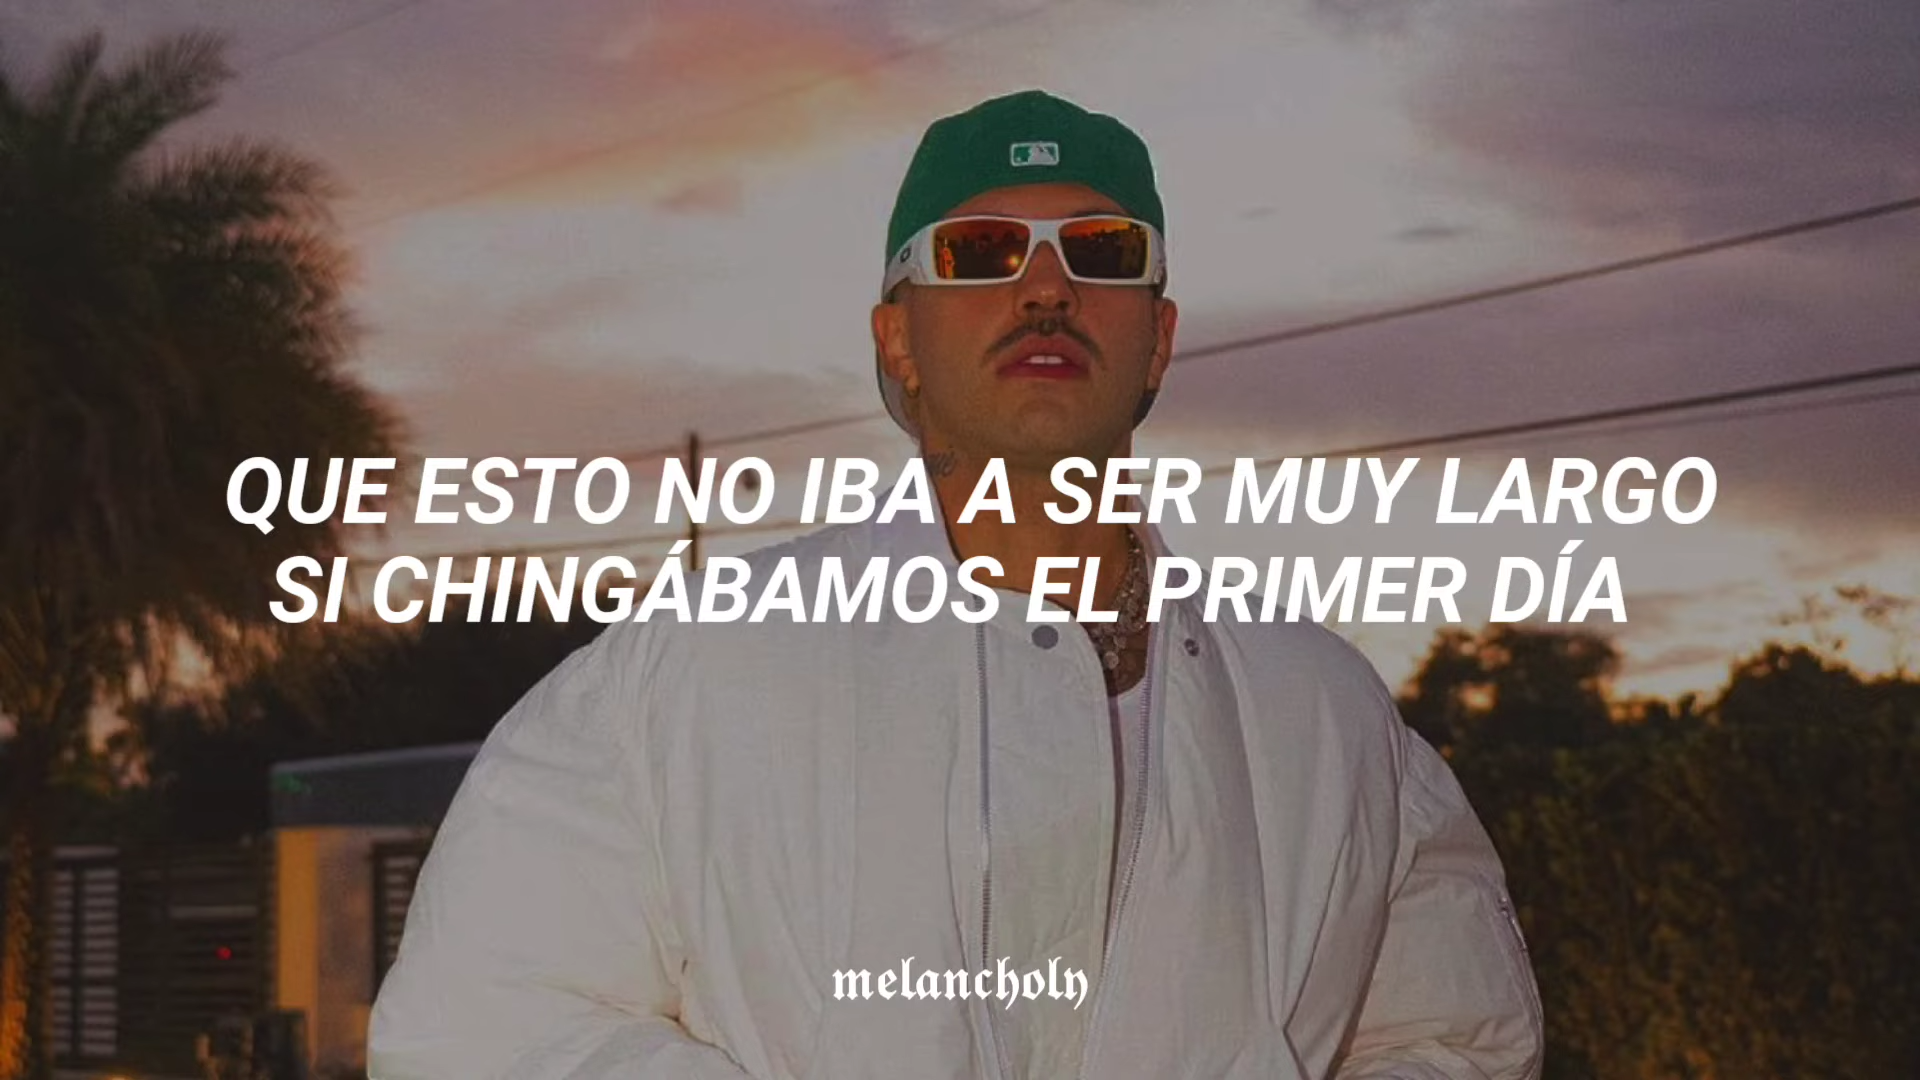 QUE ESTO NO IBA A SER MUY LARGO
SI CHINGÁBAMOS EL PRIMER DÍA
melancholy